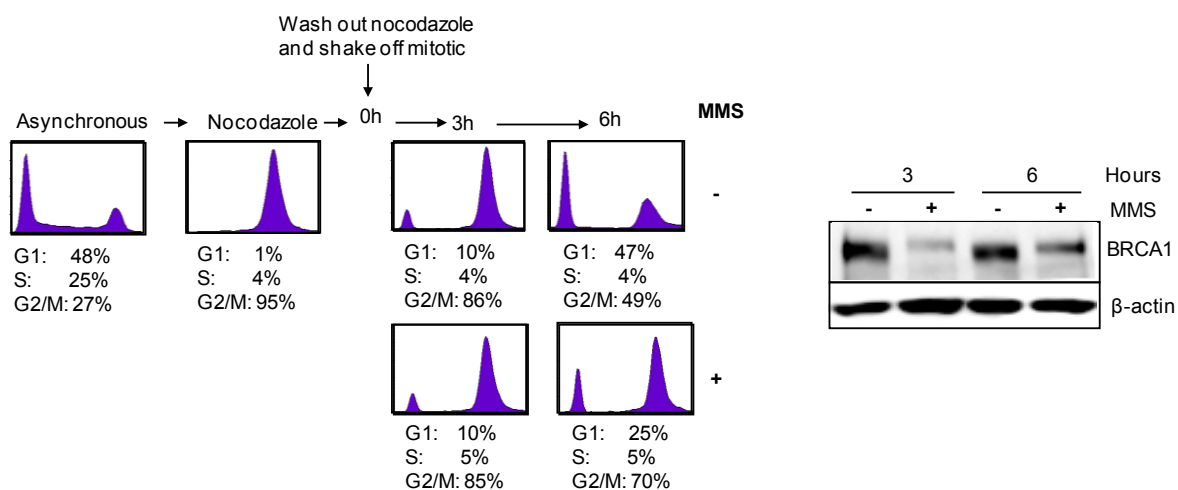 Wash out nocodazole
and shake off mitotic
Asynchronous
Nocodazole
0h
3h
6h
MMS
G1: 48%
S: 25%
G2/M: 27%
G1: 1%
S: 4%
G2/M: 95%
G1: 10%
S: 4%
G2/M: 86%
G1: 47%
S: 4%
G2/M: 49%
-
G1: 10%
S: 5%
G2/M: 85%
G1: 25%
S: 5%
G2/M: 70%
+
3 6 Hours
- + - + MMS
BRCA1
β-actin